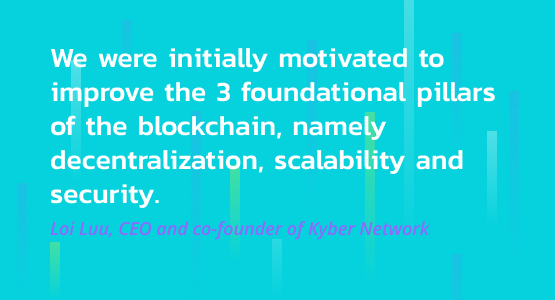 We were initially motivated to
improve the 3 foundational pillars
of the blockchain, namely
decentralization, scalability and
security.
Loi Luu, CEO and co-founder of Kyber Network